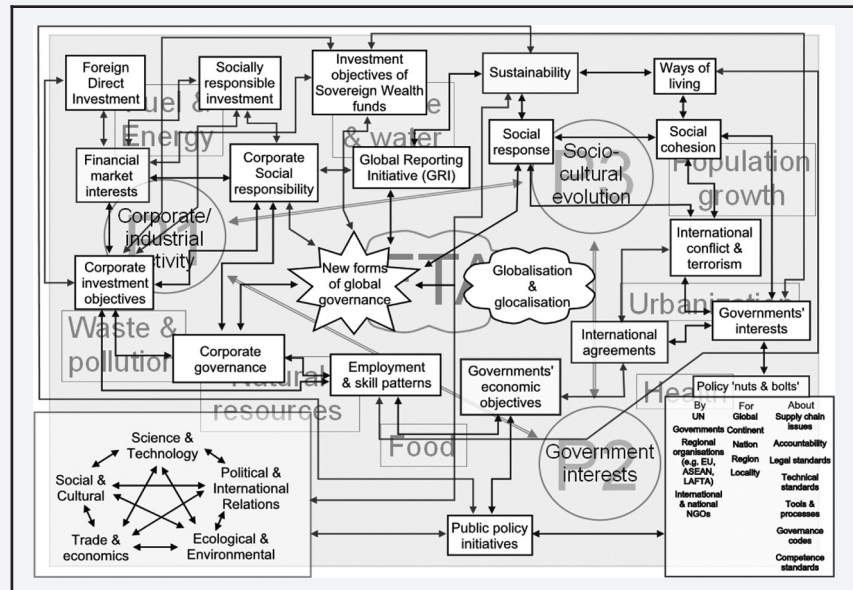 Foreign
Direct
Investment
Socially
responsible
investment
Investment
objectives of
Sovereign Wealth
funds
Sustainability
Ways of
living
Fuel &
Energy
& water
Financial
market
interests
Corporate
Social
responsibility
Global Reporting
Initiative (GRI)
Social
response
P3
Socio-
cultural
evolution
Social
cohesion
Population
growth
Corporate/
industrial
Corporate
investment
objectives
New forms
of global
governance
FTA
Globalisation
&
glocalisation
International
conflict &
terrorism
Waste &
pollution
Corporate
governance
Natural
resources
Employment
& skill patterns
Governments'
economic
objectives
International
agreements
Governments'
interests
Health
Food
P2
Government
interests
Policy 'nuts & bolts'
By
UN
Governments
Regional
organisations
(e.g. EU,
ASEAN,
LAFTA)
International
& national
NGOs
For
Global
Continent
Nation
Region
Locality
About
Supply chain
issues
Accountability
Legal standards
Technical
standards
Tools &
processes
Governance
codes
Competence
standards
Science &
Technology
Social &
Cultural
Political &
International
Relations
Trade &
economics
Ecological &
Environmental
Public policy
initiatives